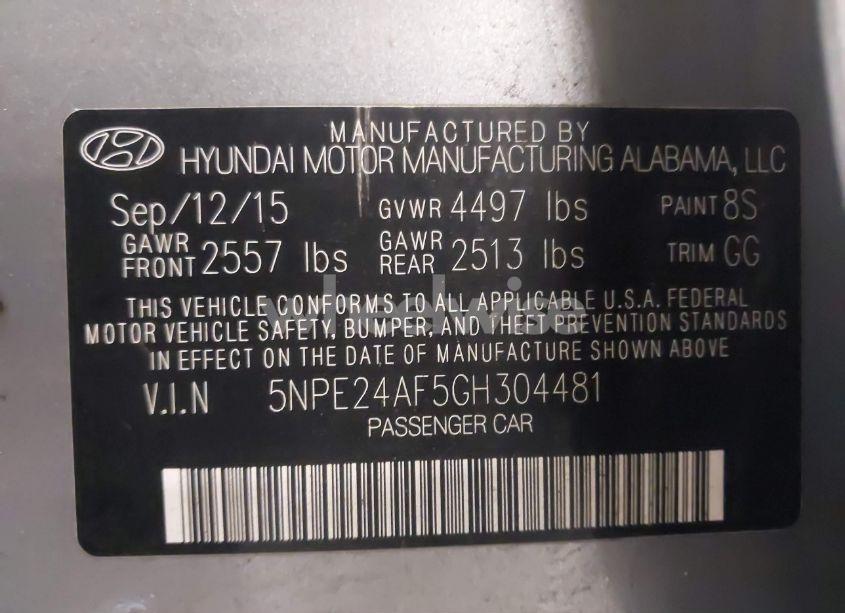 MANUFACTURED BY
HYUNDAI MOTOR MANUFACTURING ALABAMA, LLC
Sep/12/15 GVWR 4497 lbs PAINT 8S
GAWR FRONT 2557 lbs GAWR REAR 2513 lbs TRIM GG
THIS VEHICLE CONFORMS TO ALL APPLICABLE U.S.A. FEDERAL
MOTOR VEHICLE SAFETY, BUMPER, AND THEFT PREVENTION STANDARDS
IN EFFECT ON THE DATE OF MANUFACTURE SHOWN ABOVE
V.I.N 5NPE24AF5GH304481
PASSENGER CAR